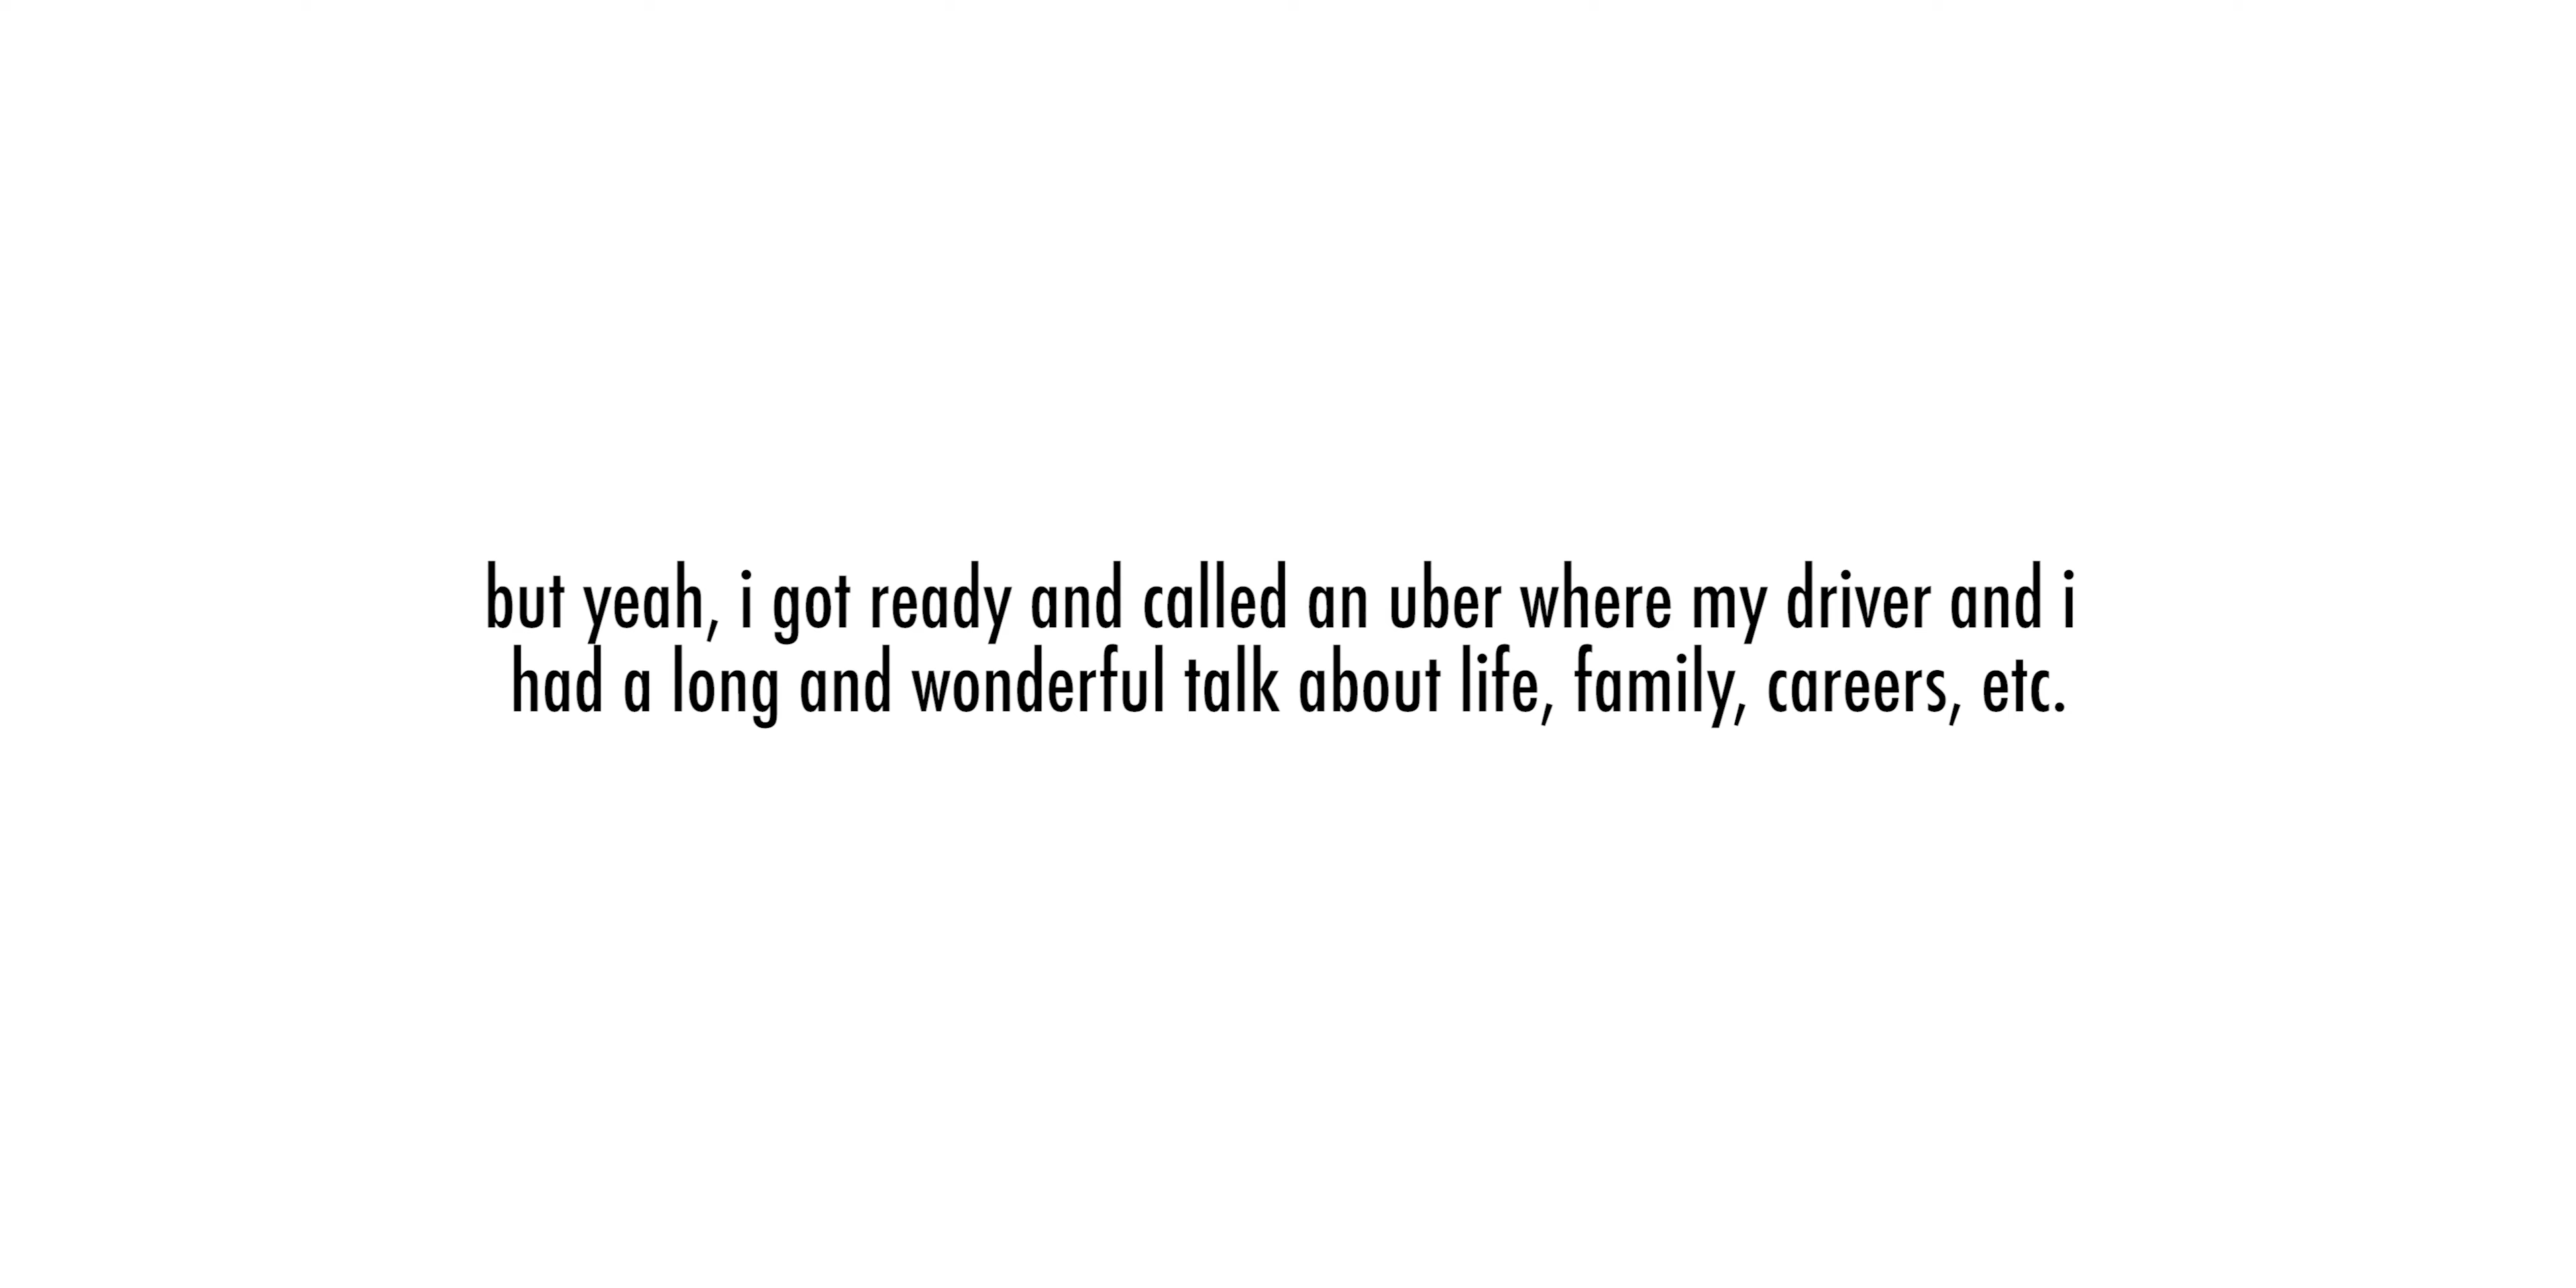 but yeah, i got ready and called an uber where my driver and i
had a long and wonderful talk about life, family, careers, etc.